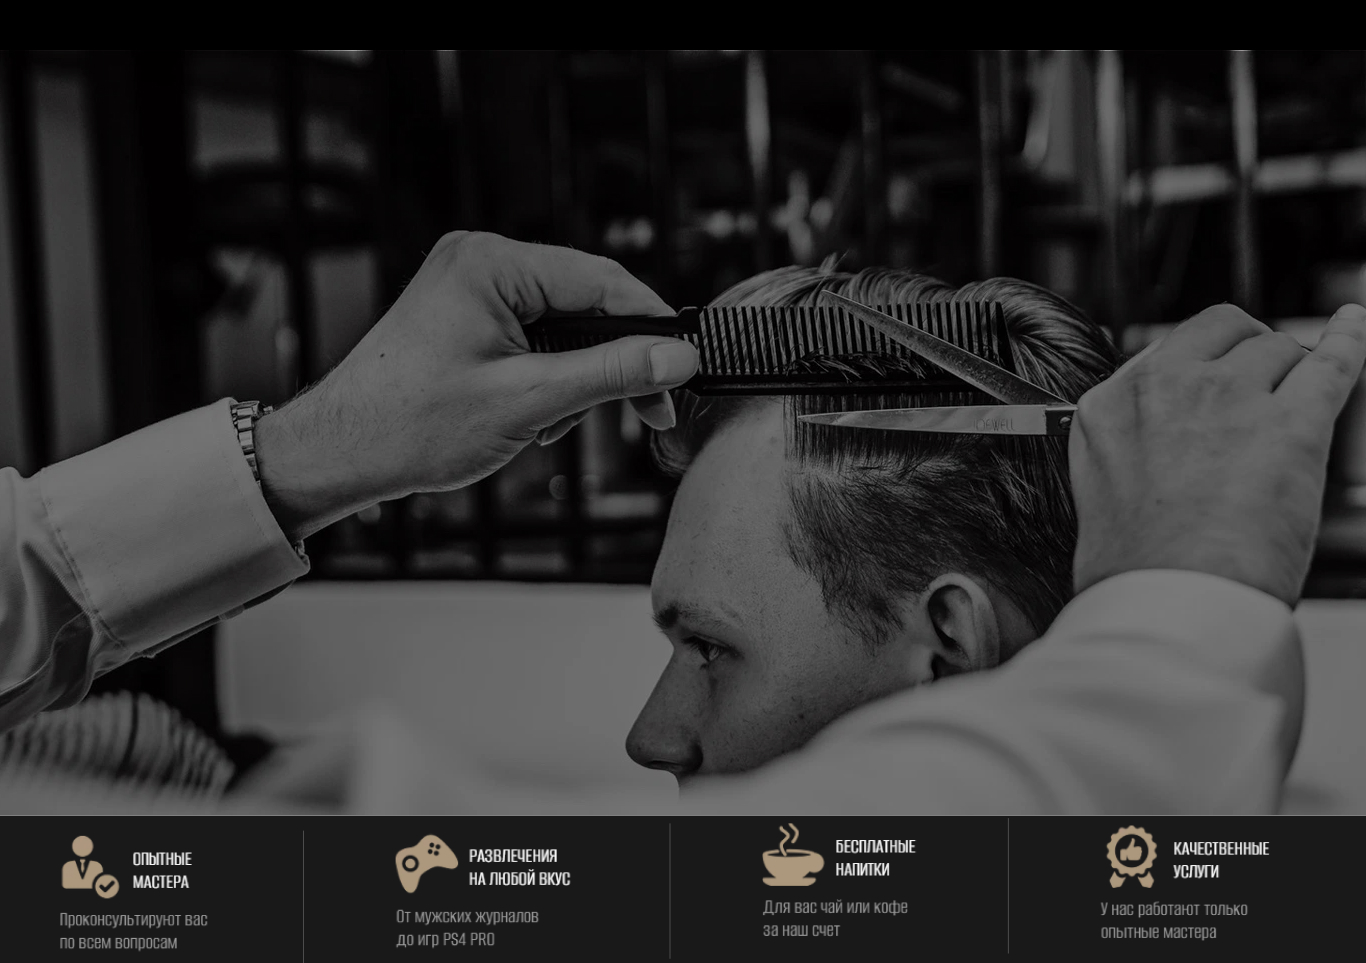 ОПЫТНЫЕ
МАСТЕРА
Проконсультируют вас
по всем вопросам
РАЗВЛЕЧЕНИЯ
НА ЛЮБОЙ ВКУС
От мужских журналов
до игр PS4 PRO
БЕСПЛАТНЫЕ
НАПИТКИ
Для вас чай или кофе
за наш счет
КАЧЕСТВЕННЫЕ
УСЛУГИ
У нас работают только
опытные мастера